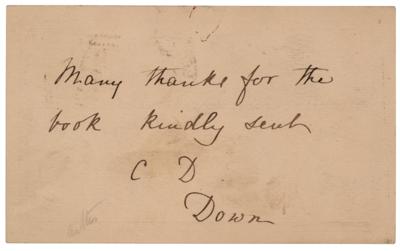 Many thanks for the
book kindly sent
C D.
Down